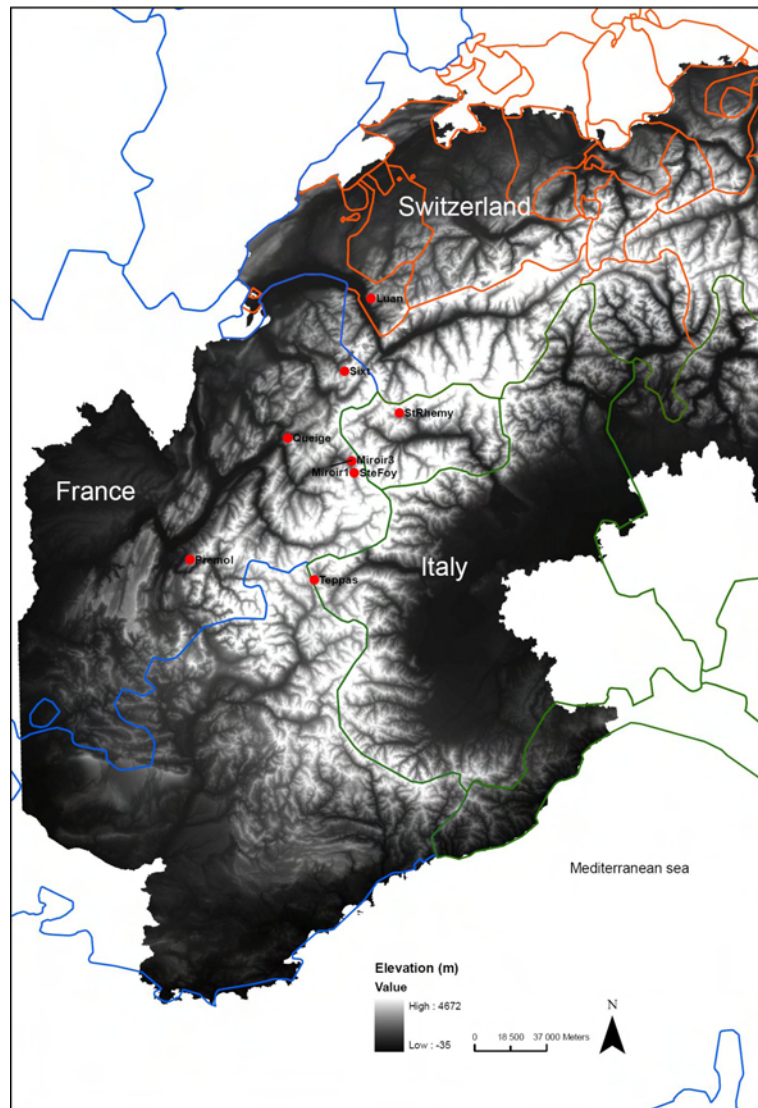 Switzerland
Luan
Sixt
StRhemy
Queige
Miroir3
Miroir1 SteFoy
France
Italy
Premol
Teppas
Mediterranean sea
Elevation (m)
Value
High : 4672
Low : -35
N
0 18 500 37 000 Meters